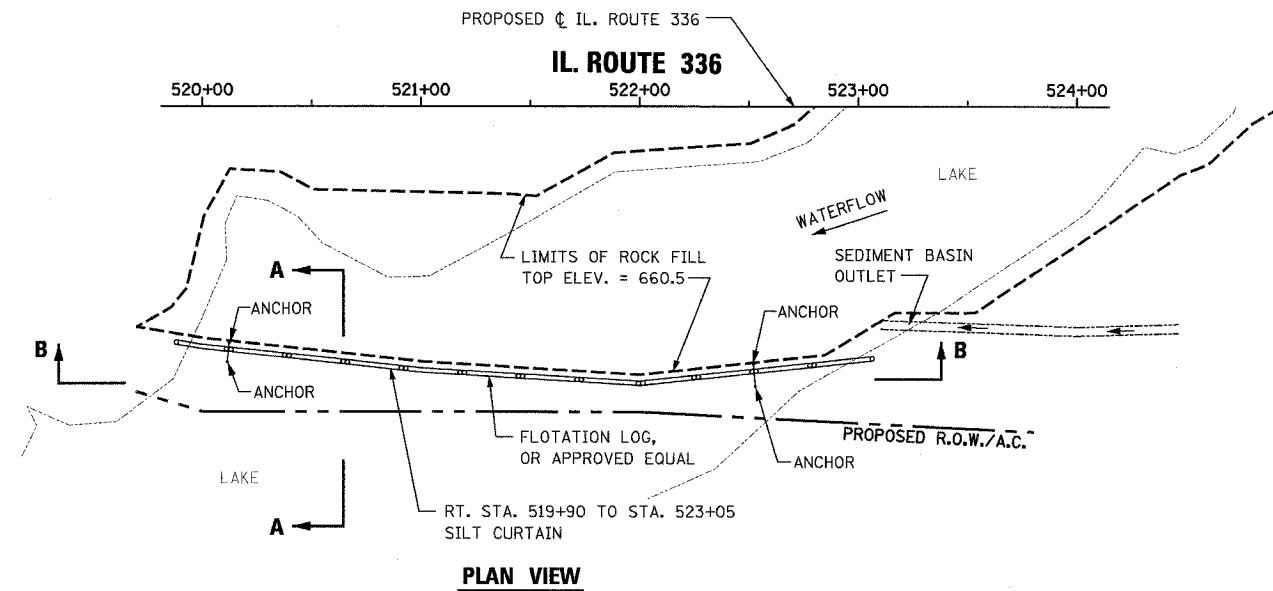 PROPOSED ℄ IL. ROUTE 336
IL. ROUTE 336
520+00 521+00 522+00 523+00 524+00
LAKE
WATERFLOW
LIMITS OF ROCK FILL
TOP ELEV. = 660.5
SEDIMENT BASIN
OUTLET
A
ANCHOR
ANCHOR
B
B
ANCHOR
FLOTATION LOG,
OR APPROVED EQUAL
PROPOSED R.O.W./A.C.
ANCHOR
LAKE
A
RT. STA. 519+90 TO STA. 523+05
SILT CURTAIN
PLAN VIEW